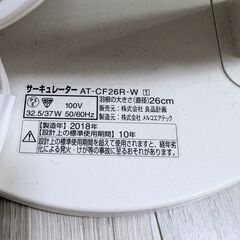 サーキュレーター AT-CF26R-W 1
100V
32.5/37W 50/60Hz
羽根の大きさ(直径)26cm
販売元:株式会社 良品計画
製造元:株式会社 メルコエアテック
【製造年】2018年
【設計上の標準使用期間】10年
設計上の標準使用期間を超えて使用されますと、経年劣化
による発火・けが等の事故に至るおそれがあります。